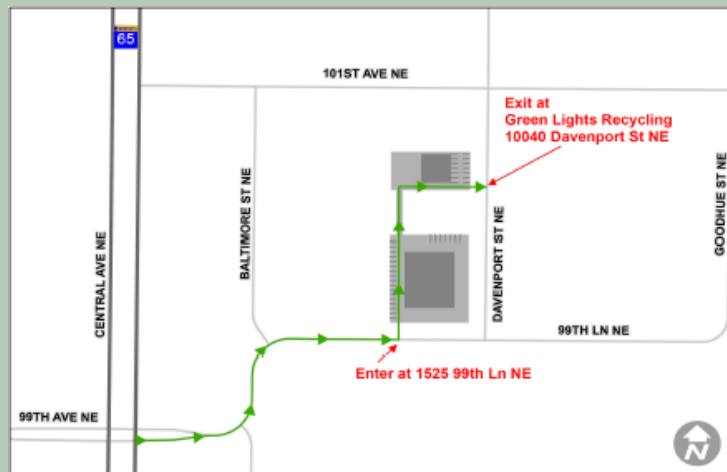 65
101ST AVE NE
Exit at
Green Lights Recycling
10040 Davenport St NE
BALTIMORE ST NE
CENTRAL AVE NE
DAVENPORT ST NE
GOODHUE ST NE
99TH LN NE
Enter at 1525 99th Ln NE
99TH AVE NE
N